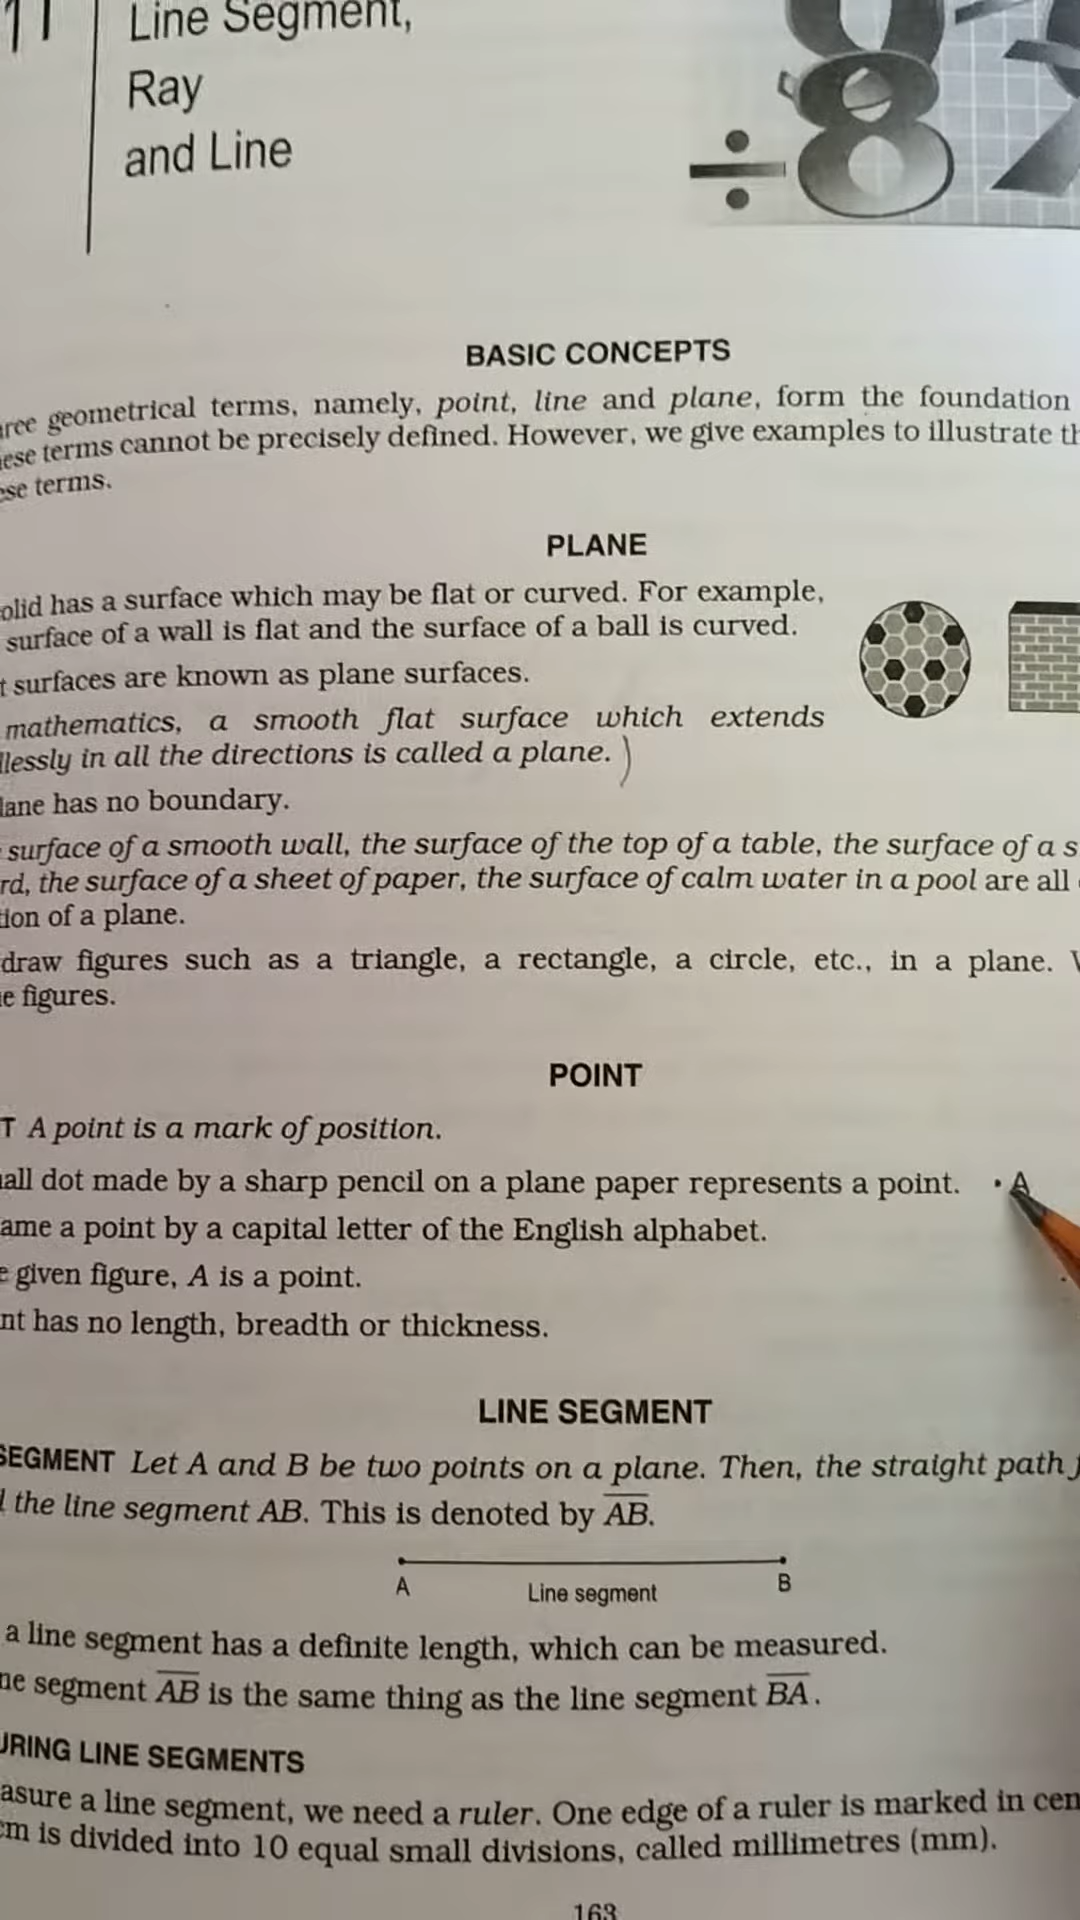 11
Line Segment,
Ray
and Line
÷8
BASIC CONCEPTS
geometrical terms, namely, point, line and plane, form the foundation
terms cannot be precisely defined. However, we give examples to illustrate
terms.
PLANE
has a surface which may be flat or curved. For example,
surface of a wall is flat and the surface of a ball is curved.
surfaces are known as plane surfaces.
mathematics, a smooth flat surface which extends
in all the directions is called a plane.)
has no boundary.
surface of a smooth wall, the surface of the top of a table, the surface of a
the surface of a sheet of paper, the surface of calm water in a pool are all
of a plane.
draw figures such as a triangle, a rectangle, a circle, etc., in a plane.
figures.
POINT
A point is a mark of position.
dot made by a sharp pencil on a plane paper represents a point. • A
a point by a capital letter of the English alphabet.
given figure, A is a point.
has no length, breadth or thickness.
LINE SEGMENT
SEGMENT Let A and B be two points on a plane. Then, the straight path
the line segment AB. This is denoted by A̅B̅.
A Line segment B
a line segment has a definite length, which can be measured.
segment A̅B̅ is the same thing as the line segment B̅A̅.
LINE SEGMENTS
a line segment, we need a ruler. One edge of a ruler is marked in
cm is divided into 10 equal small divisions, called millimetres (mm).
163